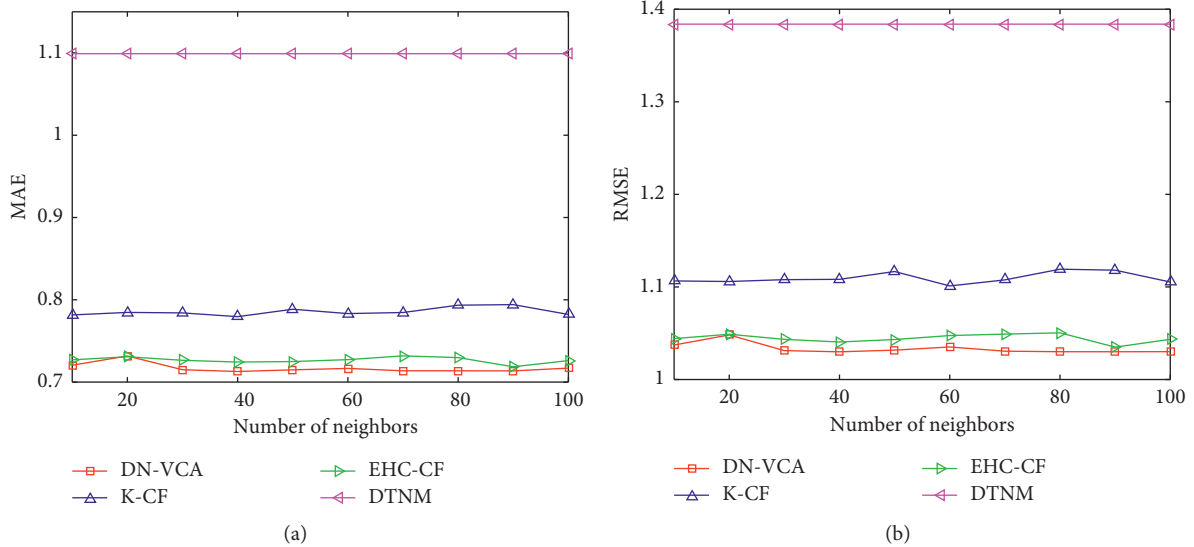 1.1
1
0.9
0.8
0.7
MAE
20
40
60
80
100
Number of neighbors
DN-VCA
K-CF
EHC-CF
DTNM
(a)
1.4
1.3
1.2
1.1
1
RMSE
20
40
60
80
100
Number of neighbors
DN-VCA
K-CF
EHC-CF
DTNM
(b)